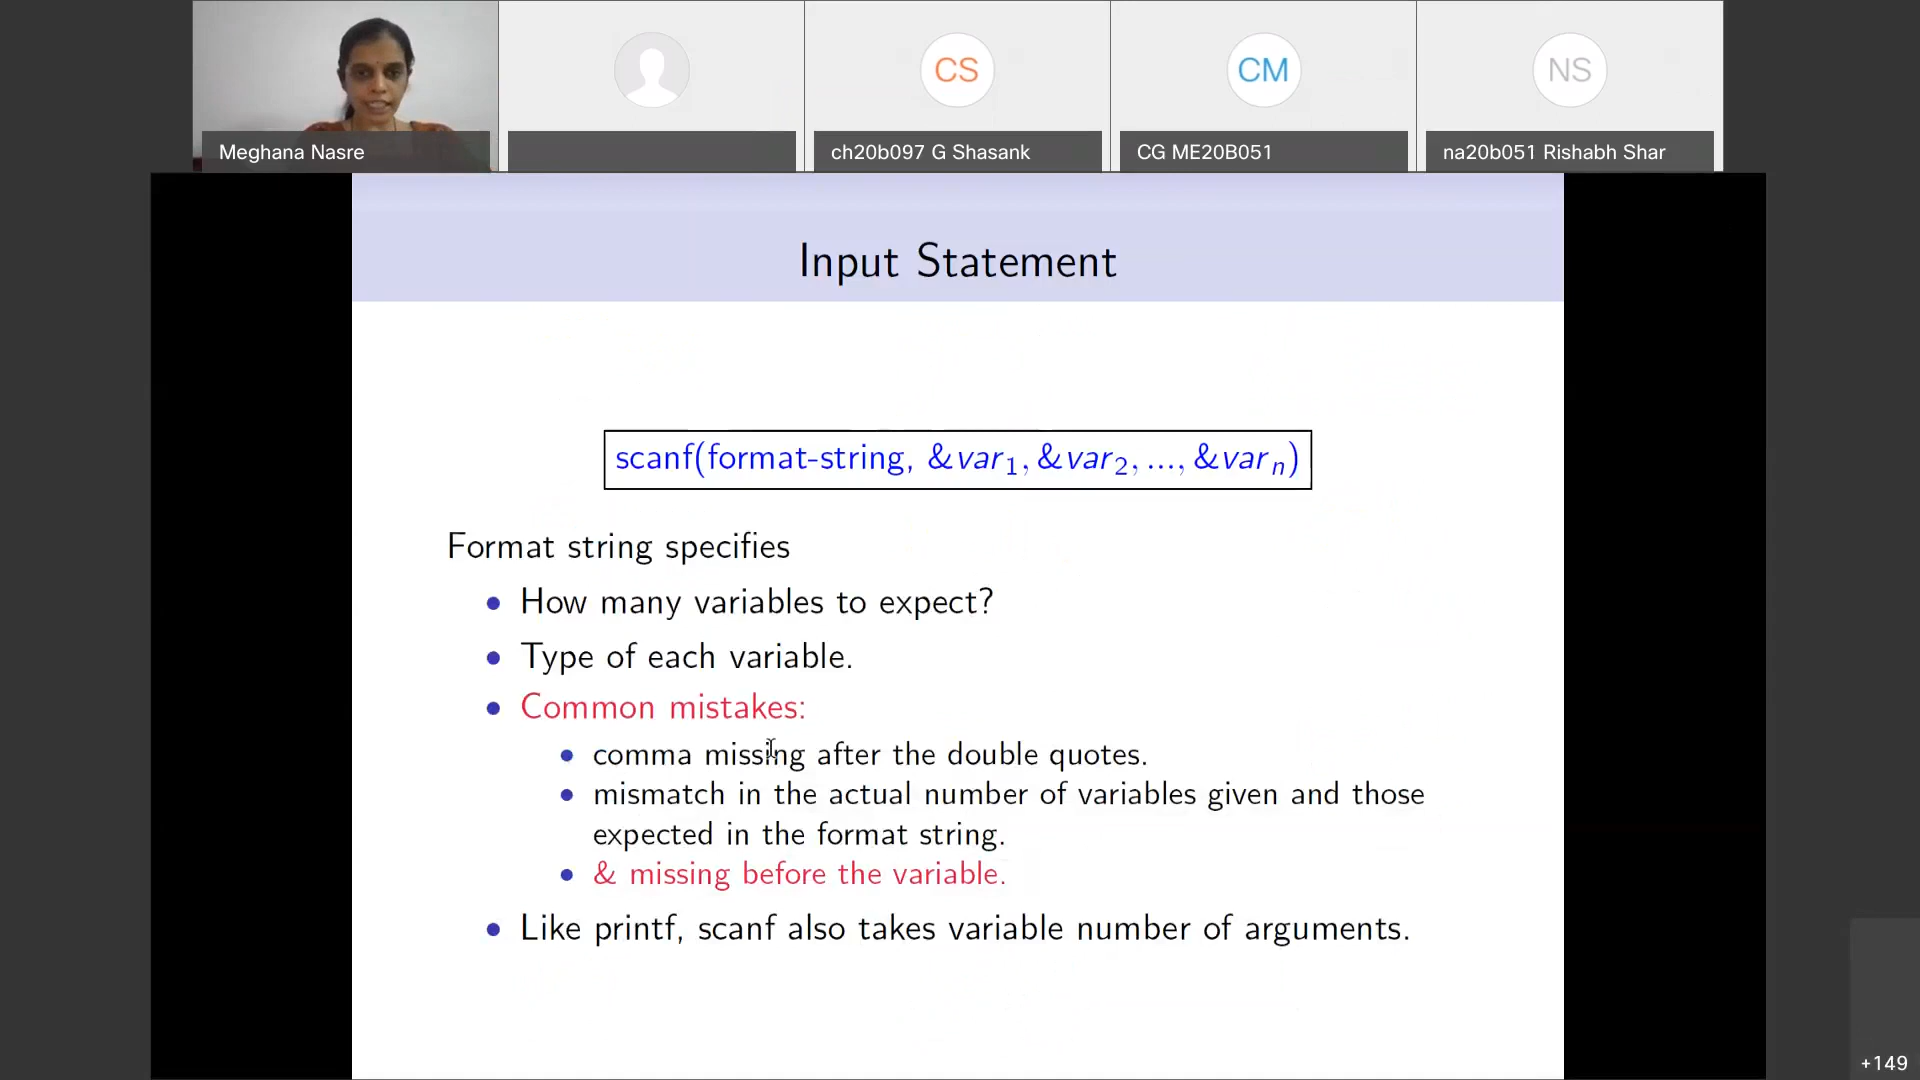 CS
CM
NS
Meghana Nasre
ch20b097 G Shasank
CG ME20B051
na20b051 Rishabh Shar
Input Statement
scanf(format-string, &var₁, &var₂, ..., &varₙ)
Format string specifies
• How many variables to expect?
• Type of each variable.
• Common mistakes:
• comma missing after the double quotes.
• mismatch in the actual number of variables given and those
expected in the format string.
• & missing before the variable.
• Like printf, scanf also takes variable number of arguments.
+149